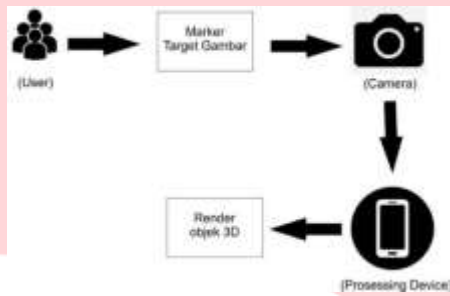 Marker
Target Gambar
(User)
(Camera)
Render
objek 3D
(Prosessing Device)